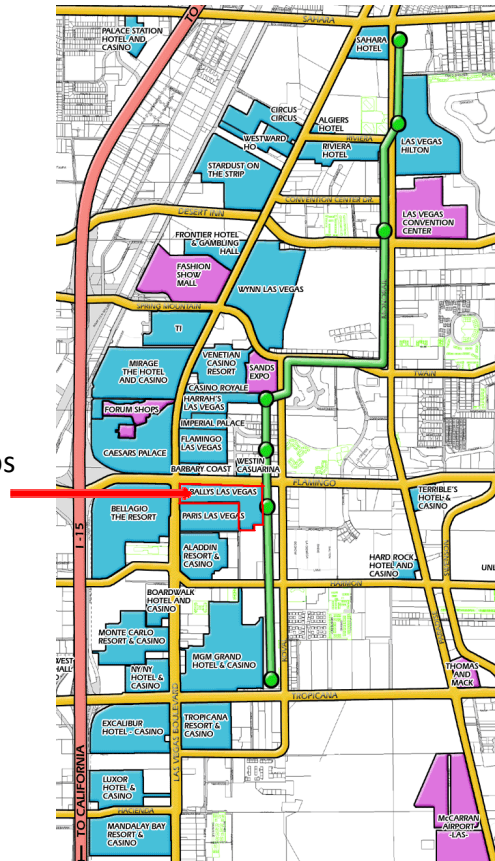 TO
SAHARA
PALACE STATION
HOTEL AND
CASINO
SAHARA
HOTEL
CIRCUS
CIRCUS
ALGIERS
HOTEL
WESTWARD
HO
RIVIERA
RIVIERA
HOTEL
LAS VEGAS
HILTON
STARDUST ON
THE STRIP
CONVENTION CENTER DR.
DESERT INN
LAS VEGAS
CONVENTION
CENTER
FRONTIER HOTEL
& GAMBLING
HALL
FASHION
SHOW
MALL
WYNN LAS VEGAS
SPRING MOUNTAIN
TI
MIRAGE
THE HOTEL
AND CASINO
VENETIAN
CASINO
RESORT
SANDS
EXPO
TWAIN
CASINO ROYALE
HARRAH'S
LAS VEGAS
FORUM SHOPS
IMPERIAL PALACE
CAESARS PALACE
FLAMINGO
LAS VEGAS
WESTIN
CASUARINA
BARBARY COAST
FLAMINGO
BALLYS LAS VEGAS
TERRIBLE'S
HOTEL &
CASINO
BELLAGIO
THE RESORT
PARIS LAS VEGAS
I-15
ALADDIN
RESORT &
CASINO
HARD ROCK
HOTEL AND
CASINO
HARMON
BOARDWALK
HOTEL AND
CASINO
MONTE CARLO
RESORT & CASINO
MGM GRAND
HOTEL & CASINO
KOVAL
NY/NY
HOTEL &
CASINO
THOMAS
AND
MACK
TROPICANA
LAS VEGAS BOULEVARD
EXCALIBUR
HOTEL - CASINO
TROPICANA
RESORT &
CASINO
TO CALIFORNIA
LUXOR
HOTEL &
CASINO
HACIENDA
McCARRAN
AIRPORT
-LAS-
MANDALAY BAY
RESORT &
CASINO